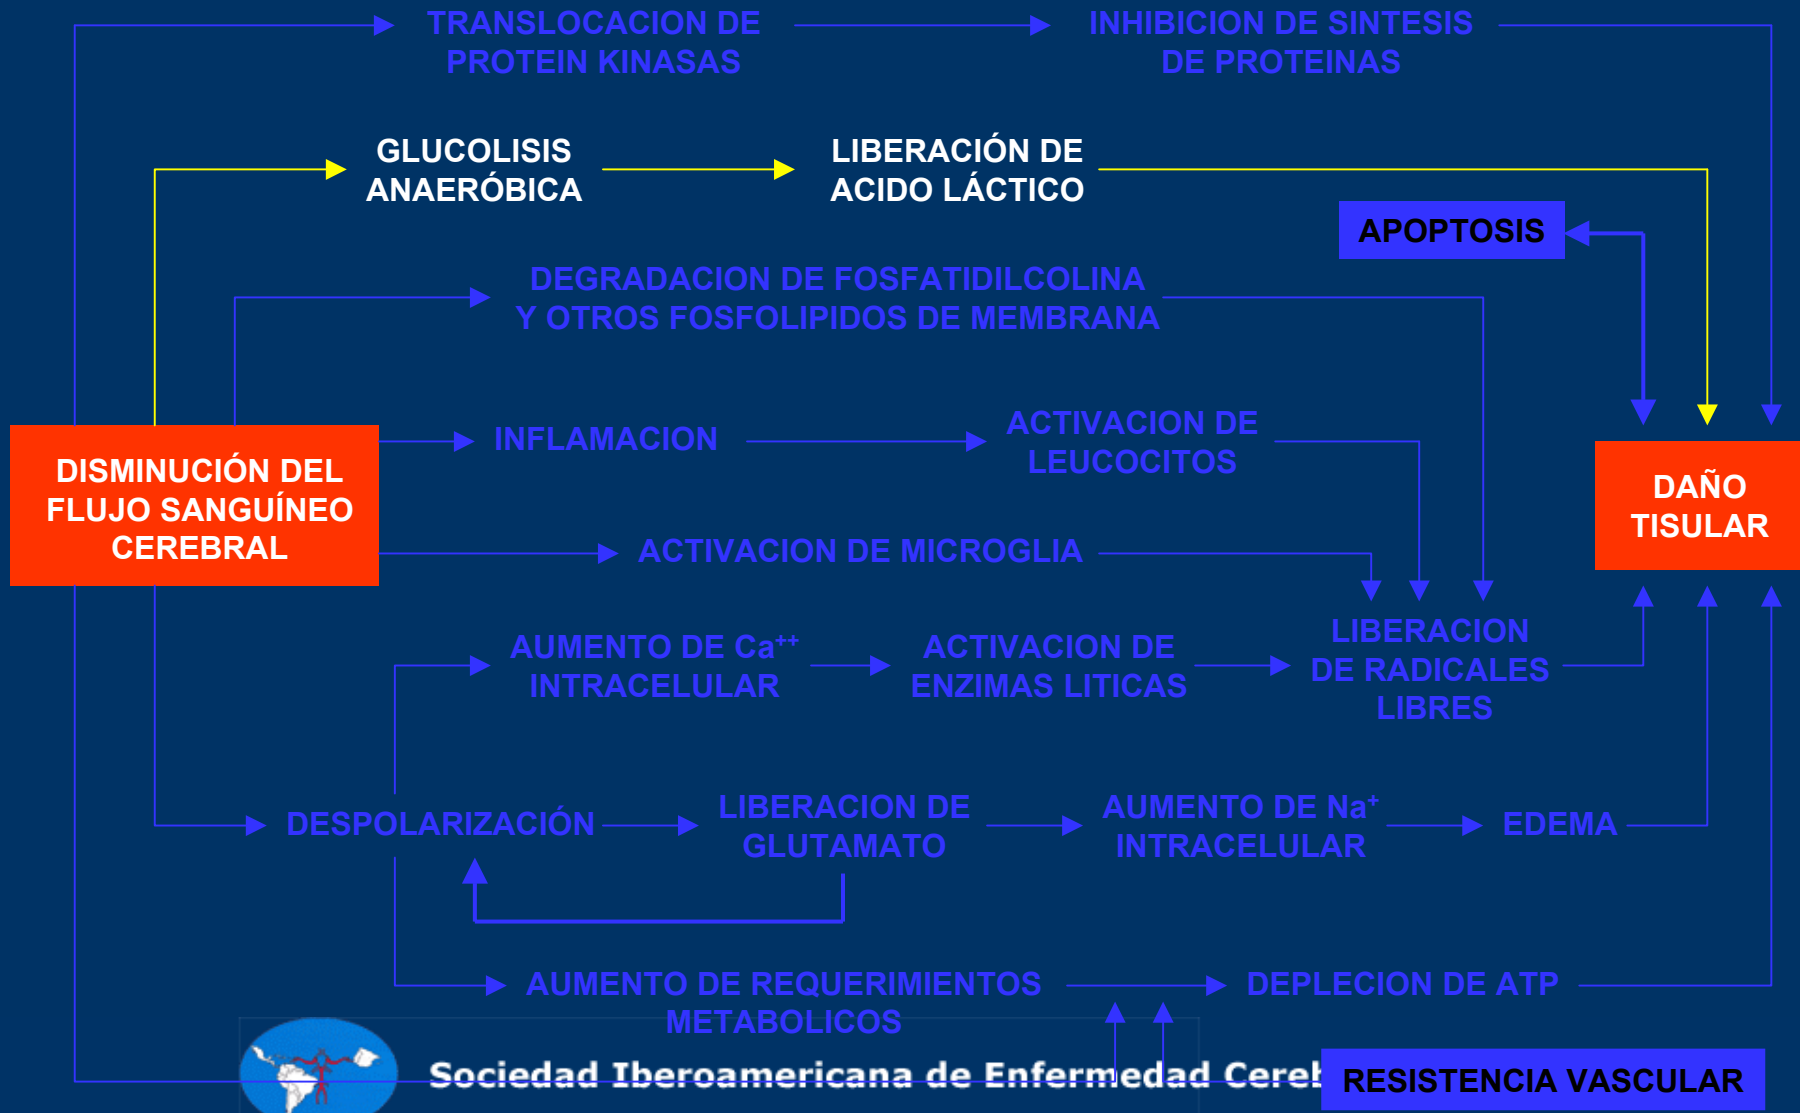 TRANSLOCACION DE
PROTEIN KINASAS
INHIBICION DE SINTESIS
DE PROTEINAS
GLUCOLISIS
ANAERÓBICA
LIBERACIÓN DE
ACIDO LÁCTICO
APOPTOSIS
DEGRADACION DE FOSFATIDILCOLINA
Y OTROS FOSFOLIPIDOS DE MEMBRANA
INFLAMACION
ACTIVACION DE
LEUCOCITOS
DISMINUCIÓN DEL
FLUJO SANGUÍNEO
CEREBRAL
DAÑO
TISULAR
ACTIVACION DE MICROGLIA
AUMENTO DE Ca⁺⁺
INTRACELULAR
ACTIVACION DE
ENZIMAS LITICAS
LIBERACION
DE RADICALES
LIBRES
DESPOLARIZACIÓN
LIBERACION DE
GLUTAMATO
AUMENTO DE Na⁺
INTRACELULAR
EDEMA
AUMENTO DE REQUERIMIENTOS
METABOLICOS
DEPLECION DE ATP
Sociedad Iberoamericana de Enfermedad Cereb
RESISTENCIA VASCULAR